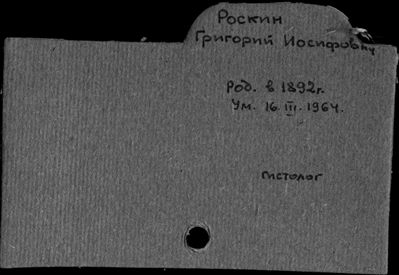 Роскин
Григорий Иосифович
Род. в 1892г.
Ум. 16 III. 1964.
гистолог